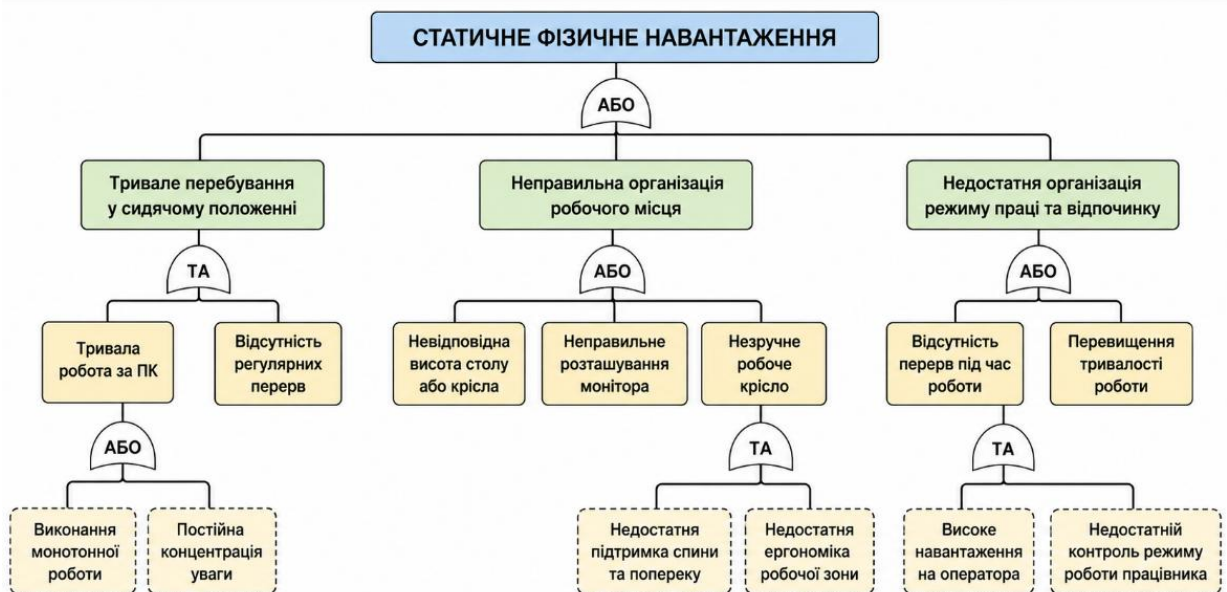 СТАТИЧНЕ ФІЗИЧНЕ НАВАНТАЖЕННЯ
АБО
Тривале перебування
у сидячому положенні
Неправильна організація
робочого місця
Недостатня організація
режиму праці та відпочинку
ТА
АБО
АБО
Тривала
робота за ПК
Відсутність
регулярних
перерв
Невідповідна
висота столу
або крісла
Неправильне
розташування
монітора
Незручне
робоче
крісло
Відсутність
перерв під час
роботи
Перевищення
тривалості
роботи
АБО
ТА
ТА
Виконання
монотонної
роботи
Постійна
концентрація
уваги
Недостатня
підтримка спини
та попереку
Недостатня
ергономіка
робочої зони
Високе
навантаження
на оператора
Недостатній
контроль режиму
роботи працівника